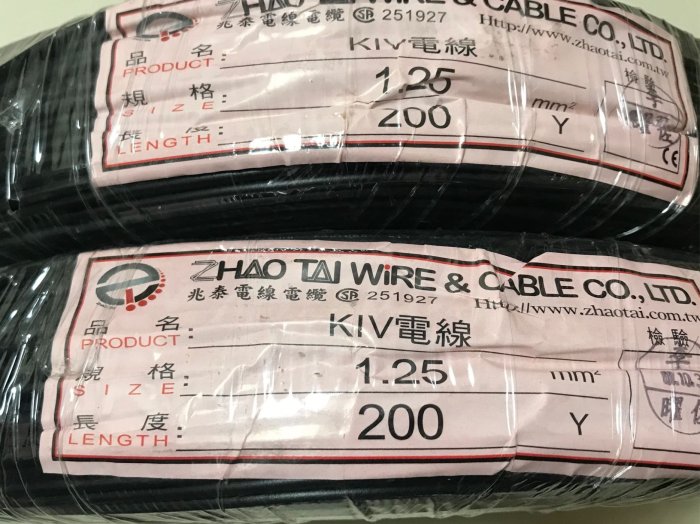 ZHAO TAI WIRE & CABLE CO., LTD.
兆泰電線電纜 251927 Http://www.zhaotai.com.tw
品名: KIV電線
PRODUCT
規格: 1.25 mm²
SIZE
長度: 200 Y
LENGTH
檢驗
CE
ZHAO TAI WiRE & CABLE CO., LTD.
兆泰電線電纜 251927 Http://www.zhaotai.com.tw
品名: KIV電線
PRODUCT
規格: 1.25 mm²
SIZE
長度: 200 Y
LENGTH
檢驗